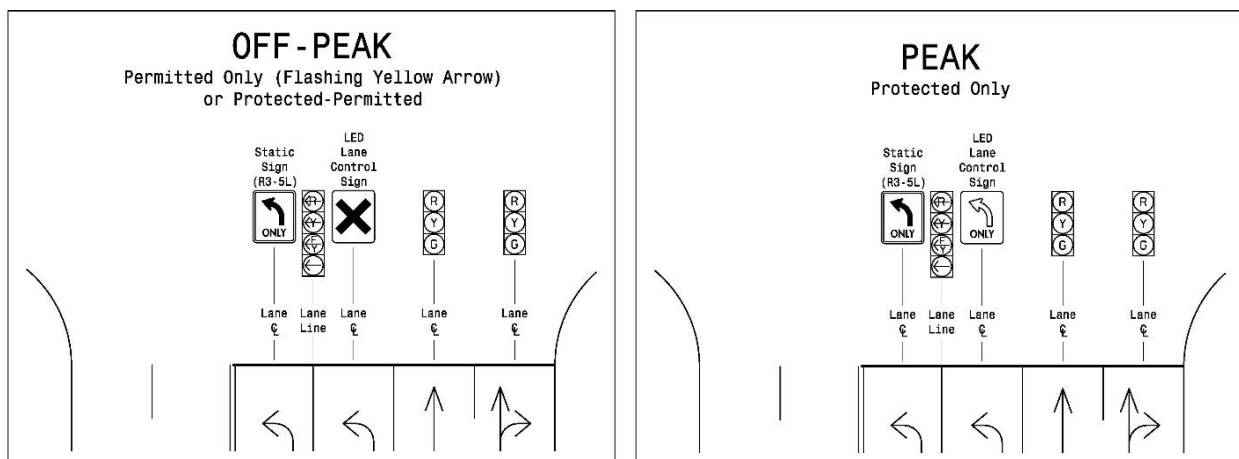 OFF-PEAK
Permitted Only (Flashing Yellow Arrow)
or Protected-Permitted
Static
Sign
(R3-5L)
LED
Lane
Control
Sign
ONLY
R
Y
FY
R
Y
G
R
Y
G
Lane
℄
Lane
Line
Lane
℄
Lane
℄
Lane
℄
PEAK
Protected Only
Static
Sign
(R3-5L)
LED
Lane
Control
Sign
ONLY
R
Y
FY
ONLY
R
Y
G
R
Y
G
Lane
℄
Lane
Line
Lane
℄
Lane
℄
Lane
℄